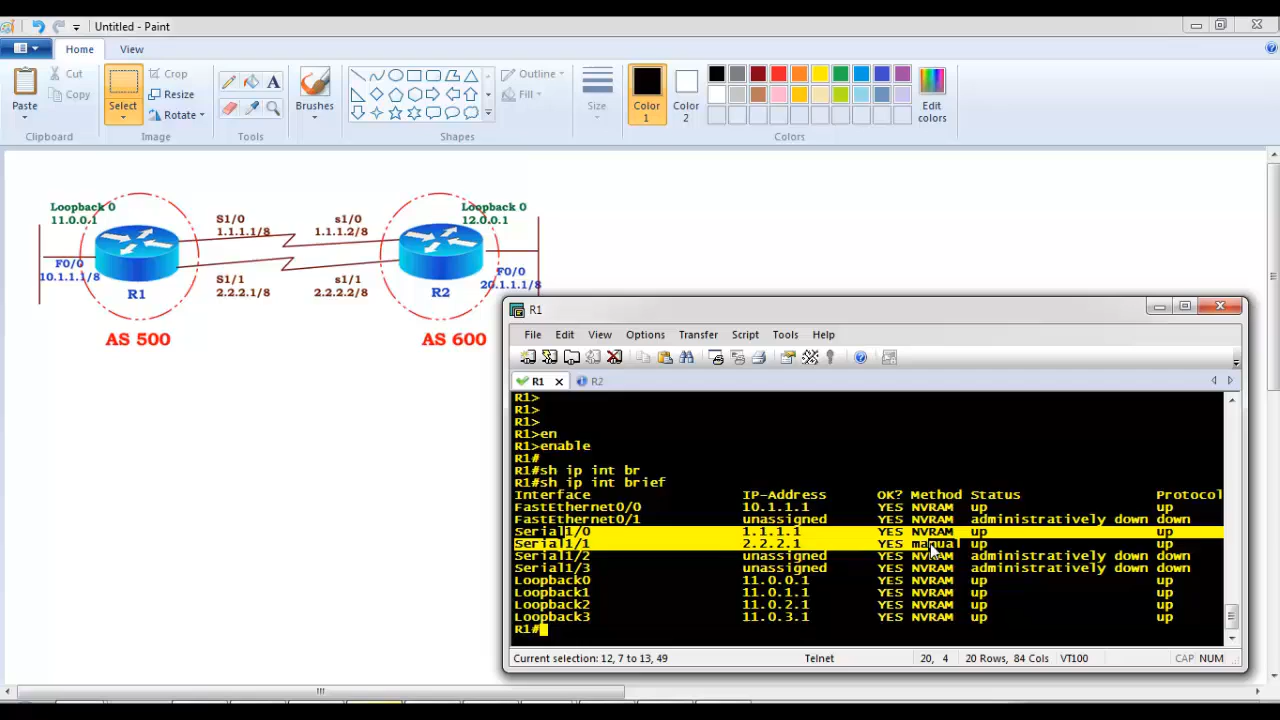 Untitled - Paint
Home View
Paste
Cut
Copy
Select
Crop
Resize
Rotate
Brushes
Outline
Fill
Size
Color 1
Color 2
Edit colors
Clipboard
Image
Tools
Shapes
Colors
Loopback 0
11.0.0.1
S1/0
1.1.1.1/8
s1/0
1.1.1.2/8
Loopback 0
12.0.0.1
F0/0
10.1.1.1/8
R1
S1/1
2.2.2.1/8
s1/1
2.2.2.2/8
R2
F0/0
20.1.1.1/8
AS 500
AS 600
R1
File Edit View Options Transfer Script Tools Help
R1 R2
R1>
R1>
R1>
R1>en
R1>enable
R1#
R1#sh ip int br
R1#sh ip int brief
Interface IP-Address OK? Method Status Protocol
FastEthernet0/0 10.1.1.1 YES NVRAM up up
FastEthernet0/1 unassigned YES NVRAM administratively down down
Serial1/0 1.1.1.1 YES NVRAM up up
Serial1/1 2.2.2.1 YES manual up up
Serial1/2 unassigned YES NVRAM administratively down down
Serial1/3 unassigned YES NVRAM administratively down down
Loopback0 11.0.0.1 YES NVRAM up up
Loopback1 11.0.1.1 YES NVRAM up up
Loopback2 11.0.2.1 YES NVRAM up up
Loopback3 11.0.3.1 YES NVRAM up up
R1#
Current selection: 12, 7 to 13, 49 Telnet 20, 4 20 Rows, 84 Cols VT100 CAP NUM